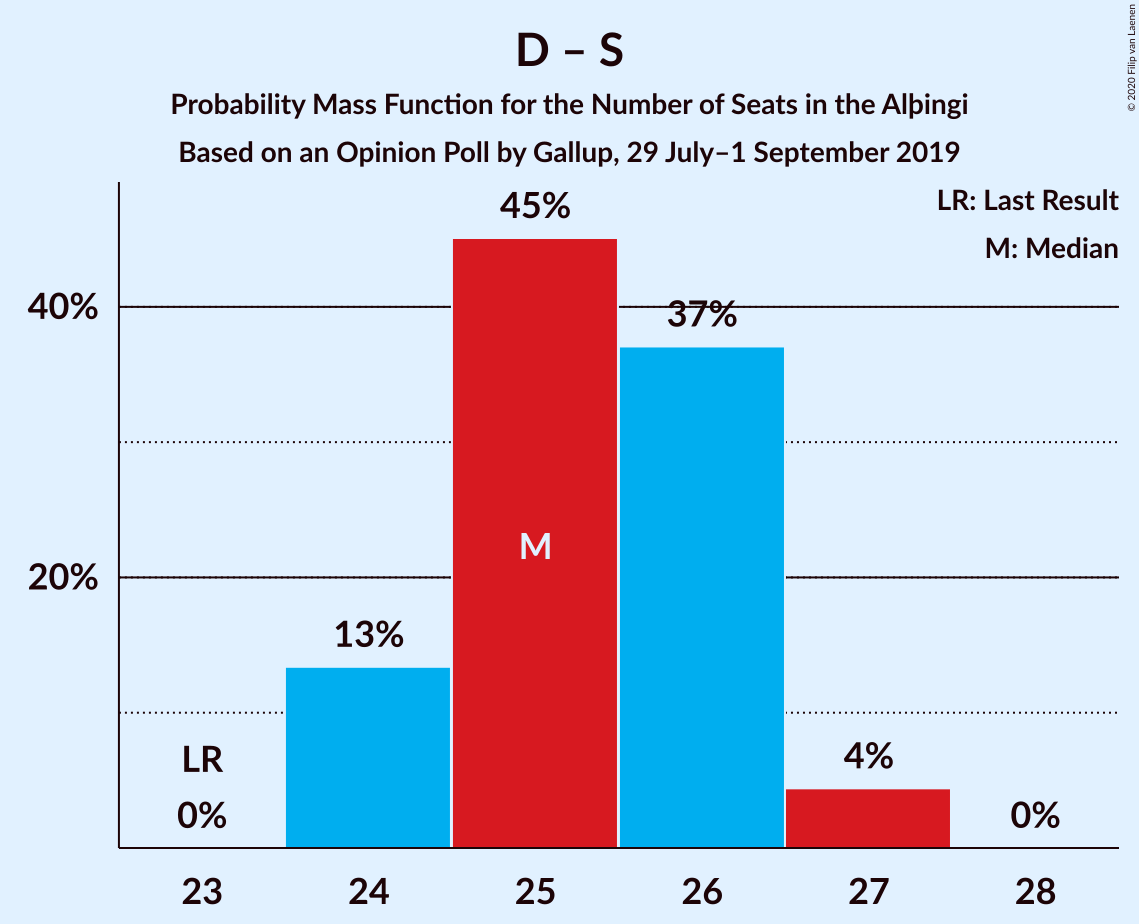 D – S
Probability Mass Function for the Number of Seats in the Alþingi
Based on an Opinion Poll by Gallup, 29 July–1 September 2019
© 2020 Filip van Laenen
LR: Last Result
M: Median
45%
40%
37%
M
20%
13%
LR
4%
0%
0%
23
24
25
26
27
28